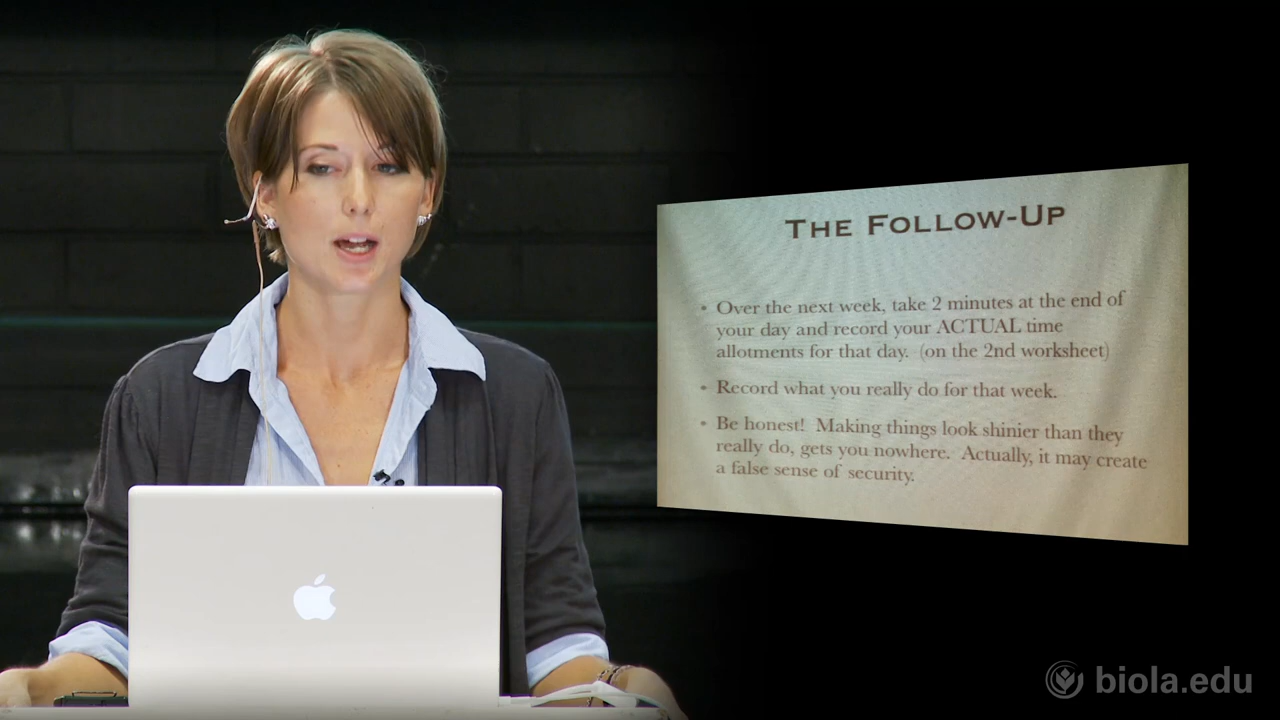 The Follow-Up
• Over the next week, take 2 minutes at the end of
your day and record your ACTUAL time
allotments for that day. (on the 2nd worksheet)
• Record what you really do for that week.
• Be honest! Making things look shinier than they
really do, gets you nowhere. Actually, it may create
a false sense of security.
biola.edu